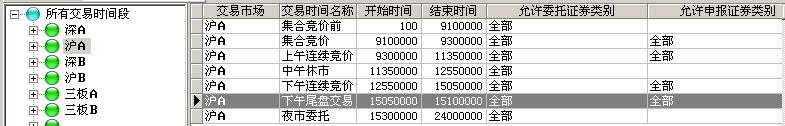 所有交易时间段
深A
沪A
深B
沪B
三板A
三板B
交易市场 交易时间名称 开始时间 结束时间 允许委托证券类别 允许申报证券类别
沪A 集合竞价前 100 9100000 全部
沪A 集合竞价 9100000 9300000 全部 全部
沪A 上午连续竞价 9300000 11350000 全部 全部
沪A 中午休市 11350000 12550000 全部
沪A 下午连续竞价 12550000 15050000 全部 全部
沪A 下午尾盘交易 15050000 15100000 全部 全部
沪A 夜市委托 15300000 24000000 全部